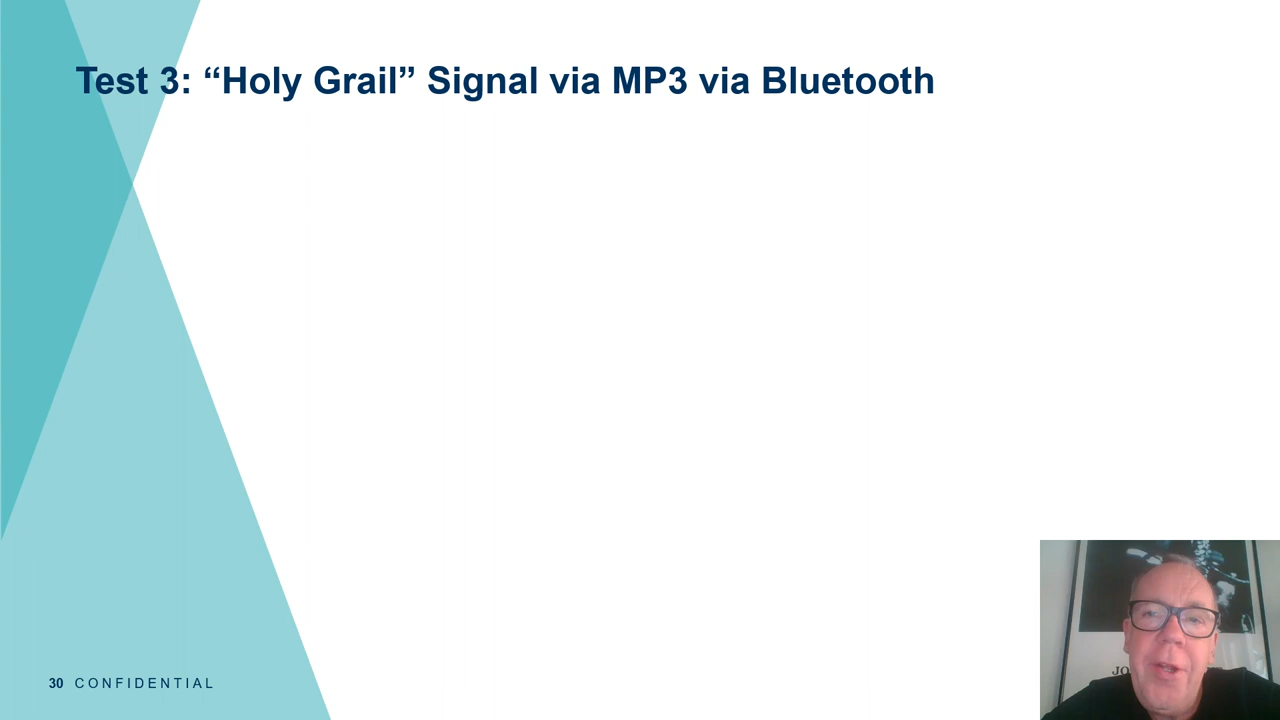 Test 3: “Holy Grail” Signal via MP3 via Bluetooth
30 CONFIDENTIAL